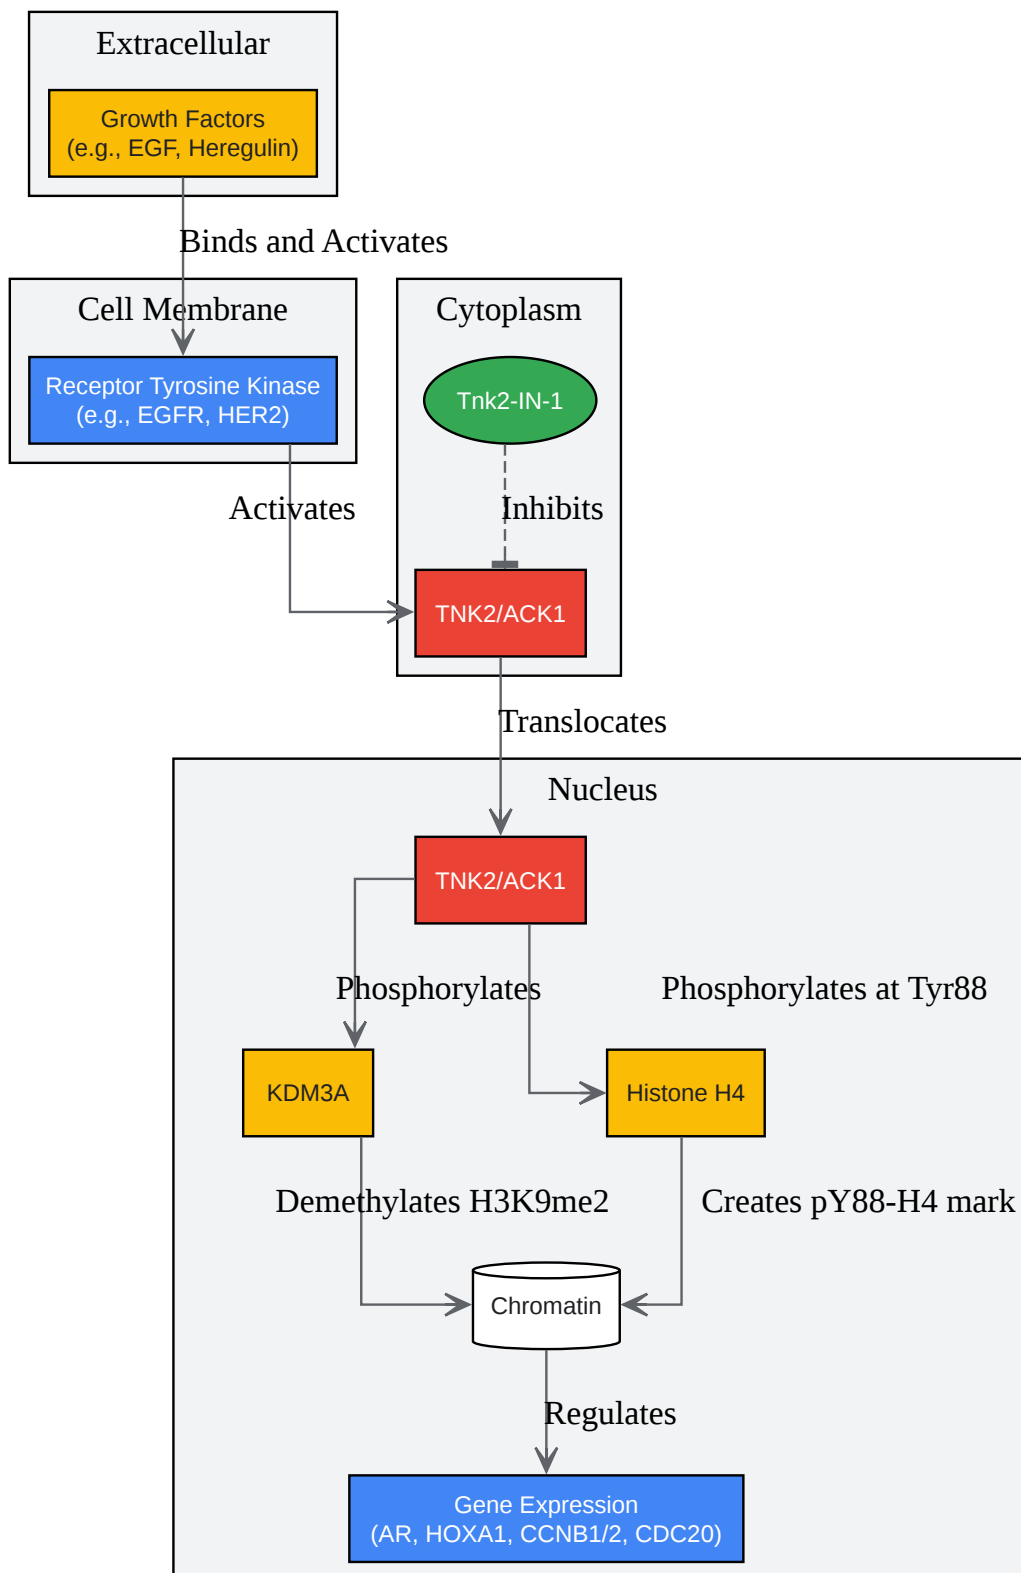 Extracellular
Growth Factors
(e.g., EGF, Heregulin)
Binds and Activates
Cell Membrane
Cytoplasm
Receptor Tyrosine Kinase
(e.g., EGFR, HER2)
Tnk2-IN-1
Activates
Inhibits
TNK2/ACK1
Translocates
Nucleus
TNK2/ACK1
Phosphorylates
Phosphorylates at Tyr88
KDM3A
Histone H4
Demethylates H3K9me2
Creates pY88-H4 mark
Chromatin
Regulates
Gene Expression
(AR, HOXA1, CCNB1/2, CDC20)